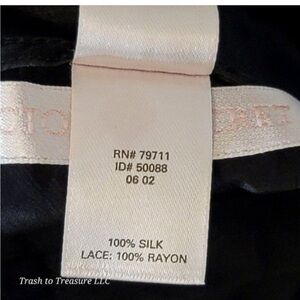 RN# 79711
ID# 50088
06 02
100% SILK
LACE: 100% RAYON
Trash to Treasure LLC